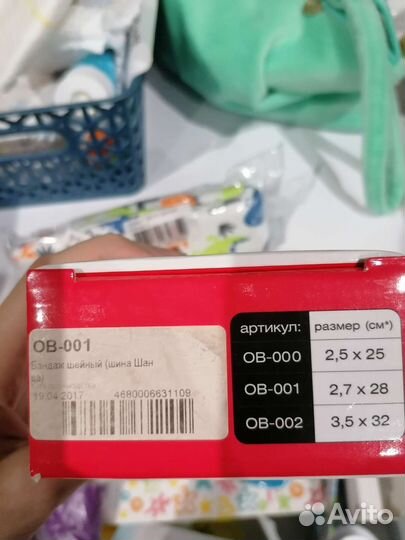 OB-001
Бандаж шейный (шина Шан
ца)
19.04.2017
4680006631109
артикул: размер (см*)
OB-000 2,5 x 25
OB-001 2,7 x 28
OB-002 3,5 x 32
Avito